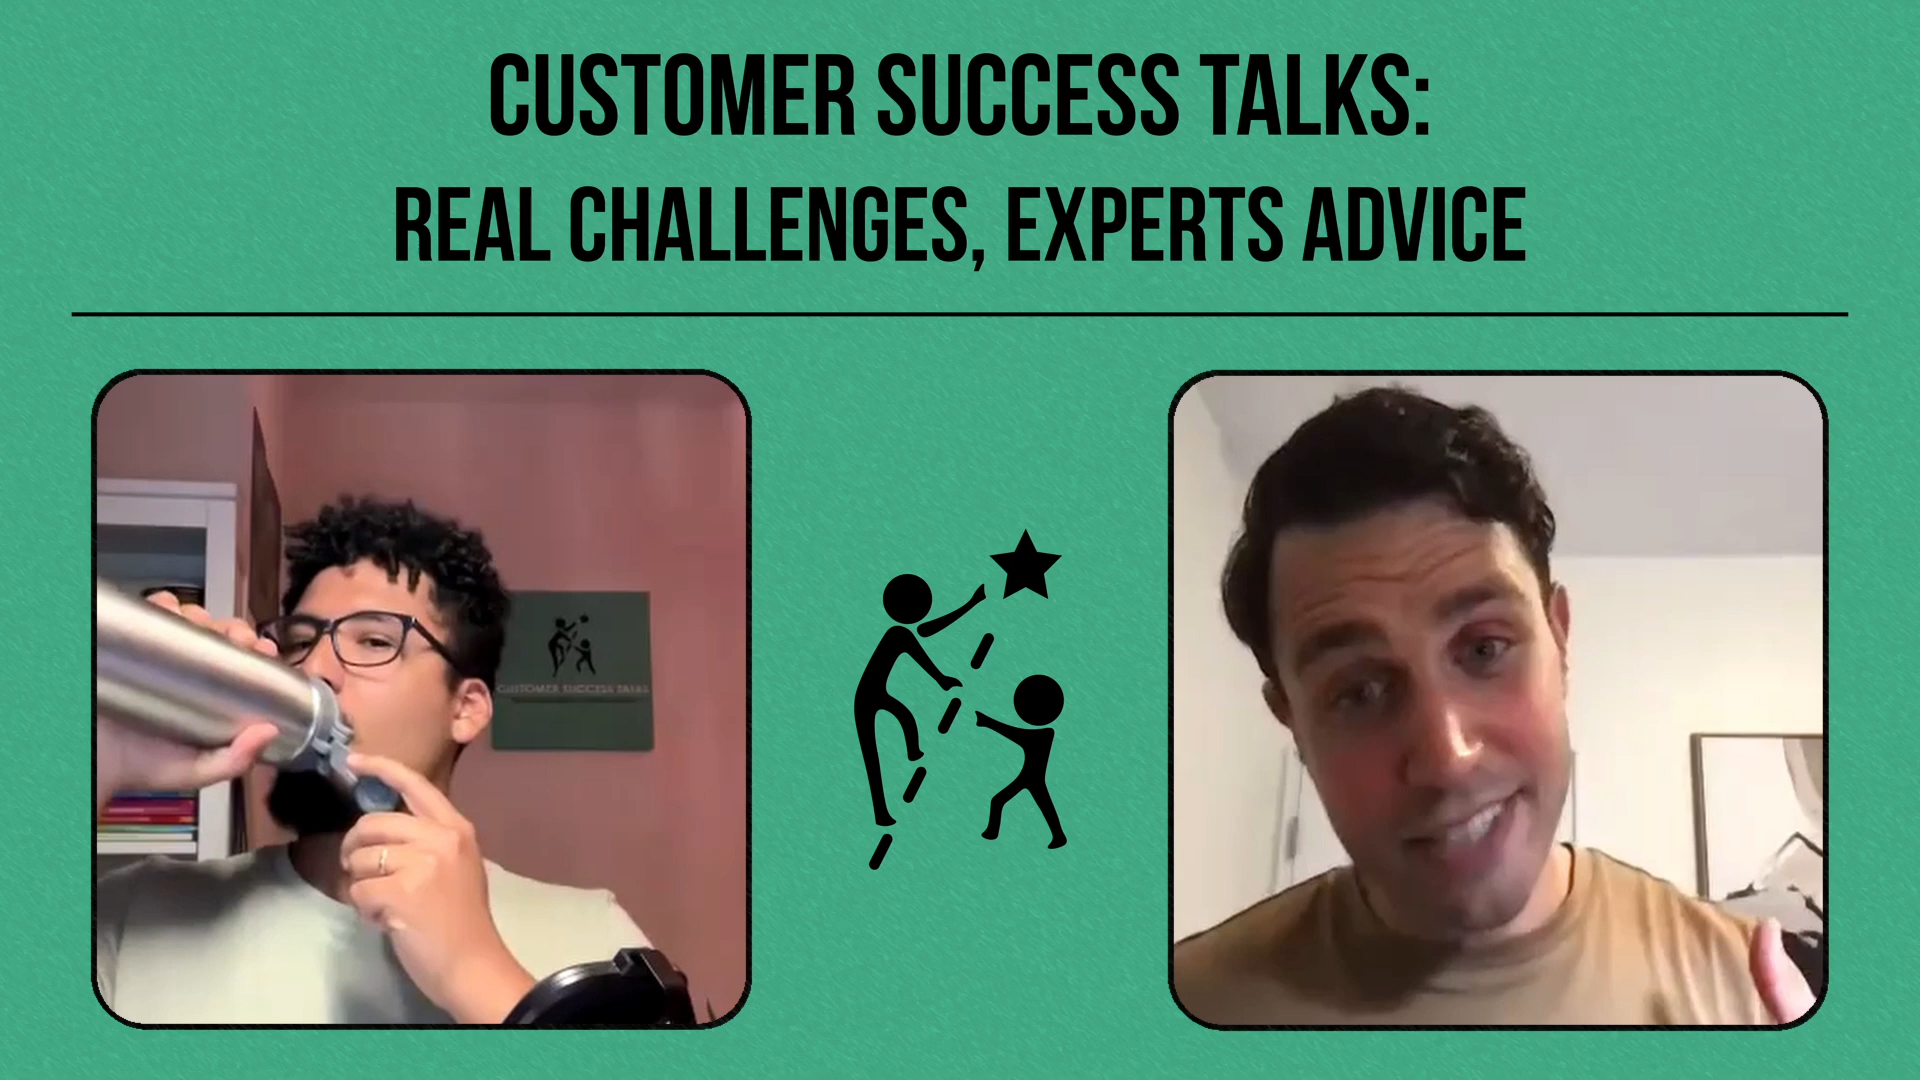 CUSTOMER SUCCESS TALKS:
REAL CHALLENGES, EXPERTS ADVICE
CUSTOMER SUCCESS TALKS